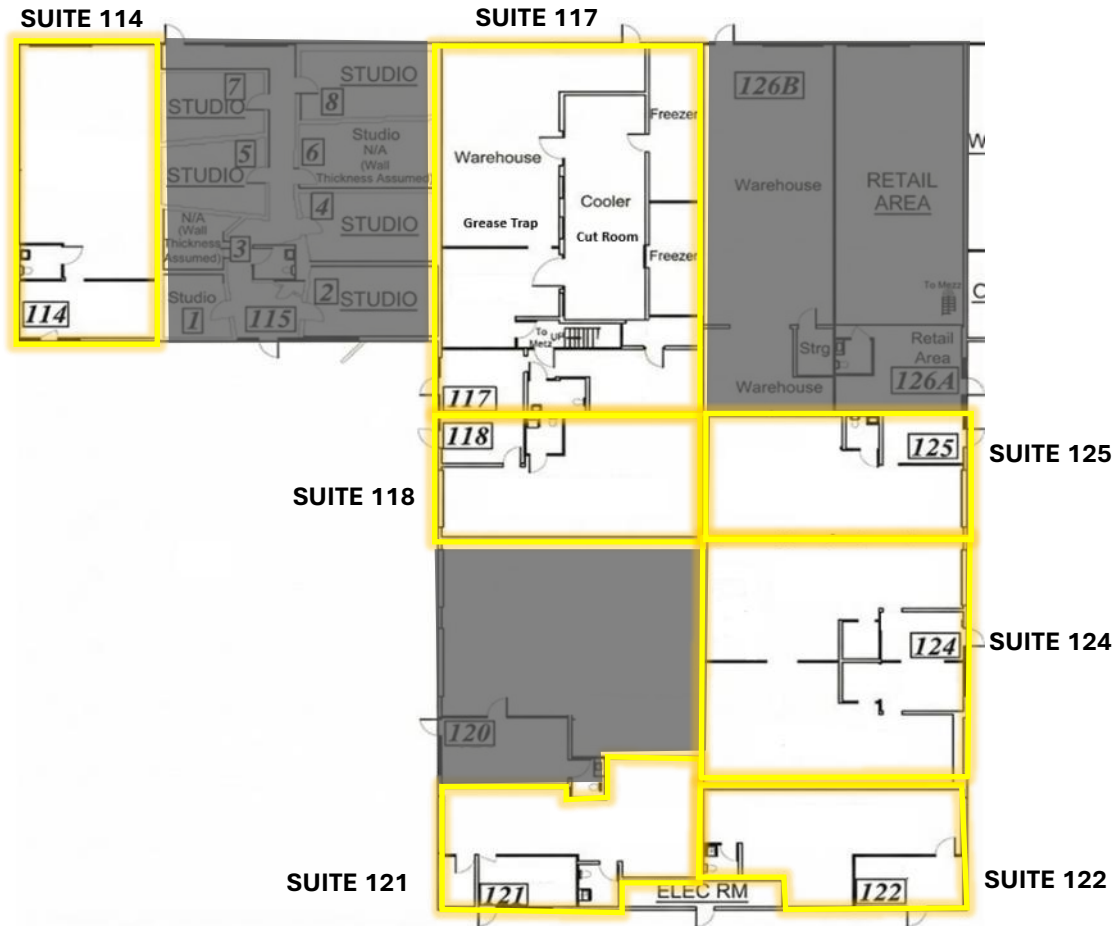 SUITE 114
SUITE 117
7
STUDIO
STUDIO
8
Studio
N/A
(Wall
Thickness Assumed)
6
5
STUDIO
4
STUDIO
N/A
(Wall
Thickness
Assumed)
3
2
STUDIO
Studio
1
115
114
Warehouse
Grease Trap
Cooler
Cut Room
Freezer
Freezer
To
Mezz
UP
117
126B
Warehouse
RETAIL
AREA
To Mezz
Strg
Retail
Area
126A
Warehouse
W
118
125
SUITE 125
SUITE 118
124
SUITE 124
120
SUITE 121
121
ELEC RM
122
SUITE 122